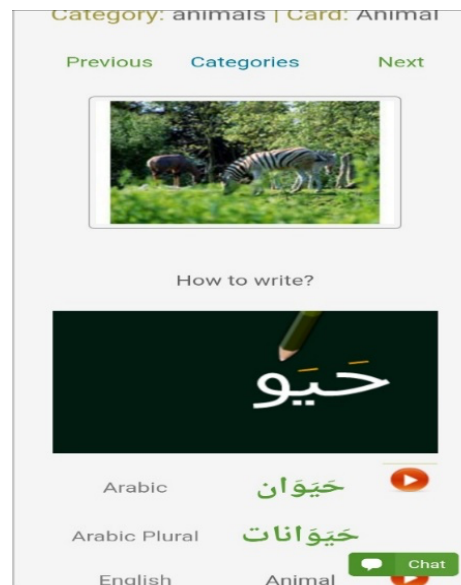 Category: animals | Card: Animal
Previous Categories Next
How to write?
حَيَو
Arabic حَيَوَان
Arabic Plural حَيَوَانات
Chat
English Animal